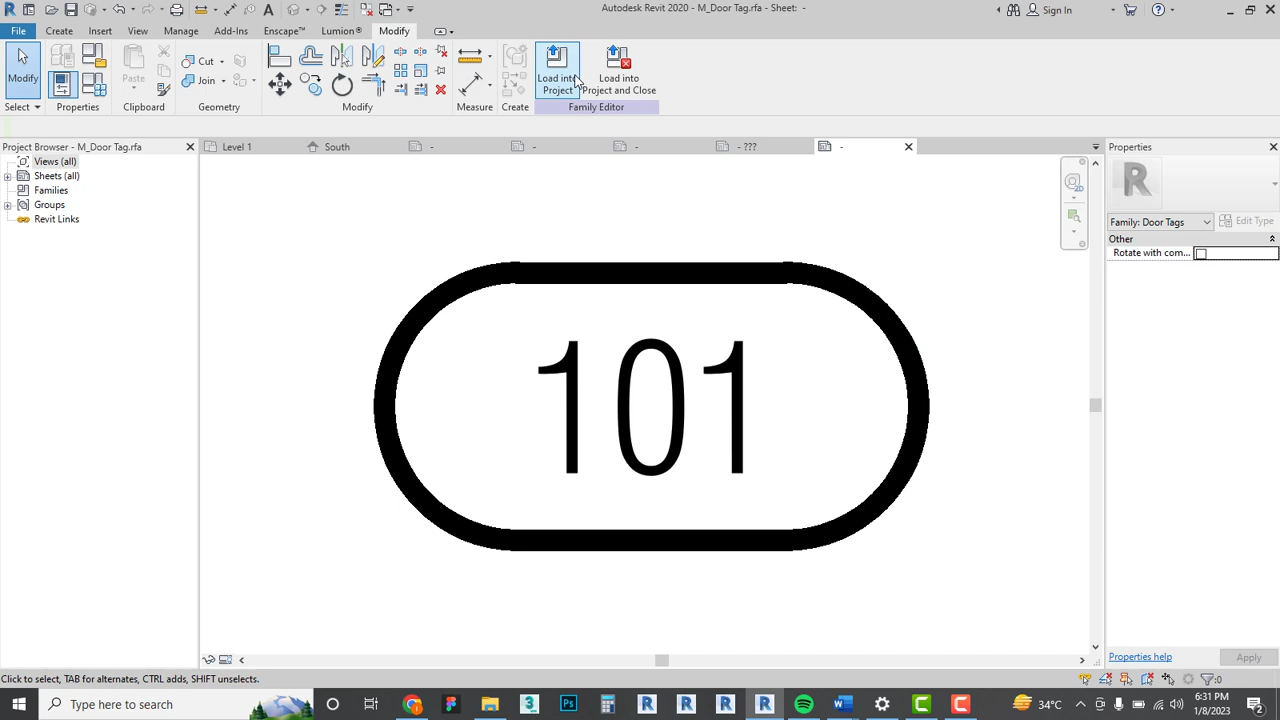 Autodesk Revit 2020 - M_Door Tag.rfa - Sheet: -
Sign In
File Create Insert View Manage Add-Ins Enscape™ Lumion® Modify
Modify
Paste
Cut
Join
Load into Project
Load into Project and Close
Select Properties Clipboard Geometry Modify Measure Create Family Editor
Project Browser - M_Door Tag.rfa
Level 1
South
-
-
-
- ???
-
Properties
Views (all)
Sheets (all)
Families
Groups
Revit Links
R
Family: Door Tags
Edit Type
Other
Rotate with com...
2D
101
Properties help
Apply
Click to select, TAB for alternates, CTRL adds, SHIFT unselects.
:0
Type here to search
34°C
6:31 PM
1/8/2023
2